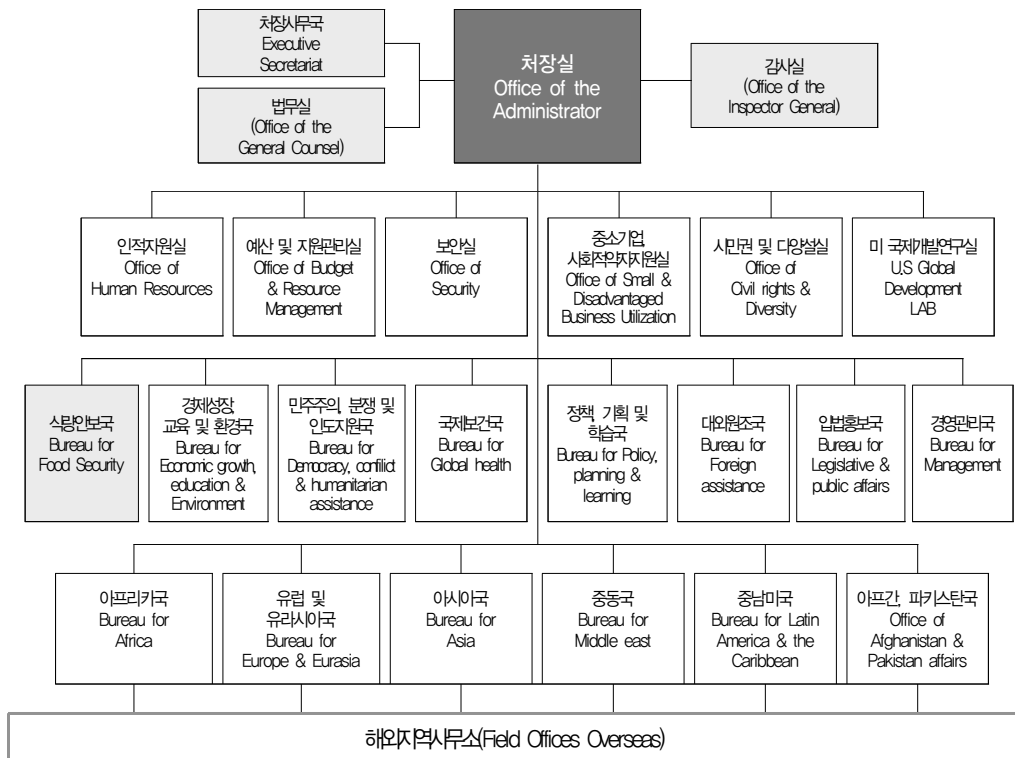 처장사무국
Executive
Secretariat
법무실
(Office of the
General Counsel)
처장실
Office of the
Administrator
감사실
(Office of the
Inspector General)
인적자원실
Office of
Human Resources
예산 및 지원관리실
Office of Budget
& Resource
Management
보안실
Office of
Security
중소기업,
사회적약자지원실
Office of Small &
Disadvantaged
Business Utilization
시민권 및 다양설실
Office of
Civil rights &
Diversity
미 국제개발연구실
U.S Global
Development
LAB
식량안보국
Bureau for
Food Security
경제성장,
교육 및 환경국
Bureau for
Economic growth,
education &
Environment
민주주의, 분쟁 및
인도지원국
Bureau for
Democracy, conflilct
& humanitarian
assistance
국제보건국
Bureau for
Global health
정책, 기획 및
학습국
Bureau for Policy,
planning &
learning
대외원조국
Bureau for
Foreign
assistance
입법홍보국
Bureau for
Legislative &
public affairs
경영관리국
Bureau for
Management
아프리카국
Bureau for
Africa
유럽 및
유라시아국
Bureau for
Europe & Eurasia
아시아국
Bureau for
Asia
중동국
Bureau for
Middle east
중남미국
Bureau for Latin
America & the
Caribbean
아프간, 파키스탄국
Office of
Afghanistan &
Pakistan affairs
해외지역사무소(Field Offices Overseas)